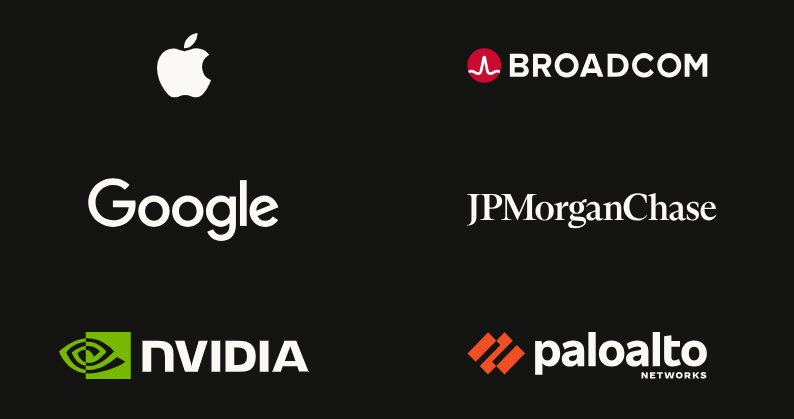 BROADCOM
Google
JPMorganChase
NVIDIA
paloalto
NETWORKS